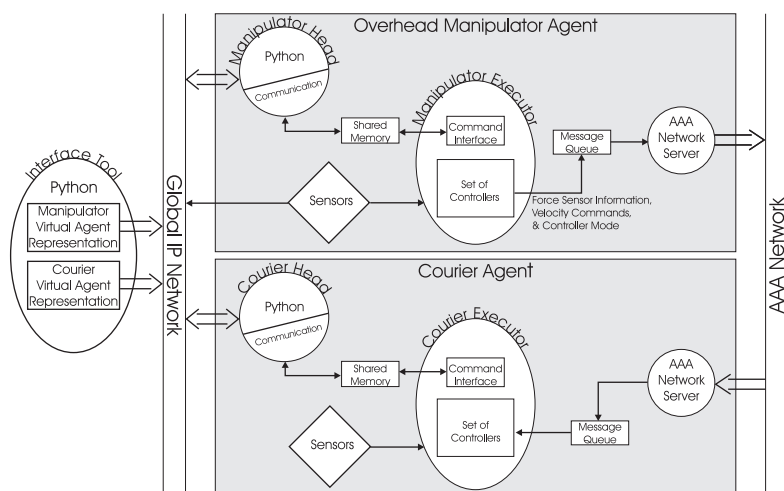 Overhead Manipulator Agent
Manipulator Head
Python
Communication
Manipulator Executor
Shared
Memory
Command
Interface
Message
Queue
AAA
Network
Server
Sensors
Set of
Controllers
Force Sensor Information,
Velocity Commands,
& Controller Mode
Interface Tool
Python
Manipulator
Virtual Agent
Representation
Courier
Virtual Agent
Representation
Global IP Network
AAA Network
Courier Agent
Courier Head
Python
Communication
Courier Executor
Shared
Memory
Command
Interface
AAA
Network
Server
Sensors
Set of
Controllers
Message
Queue